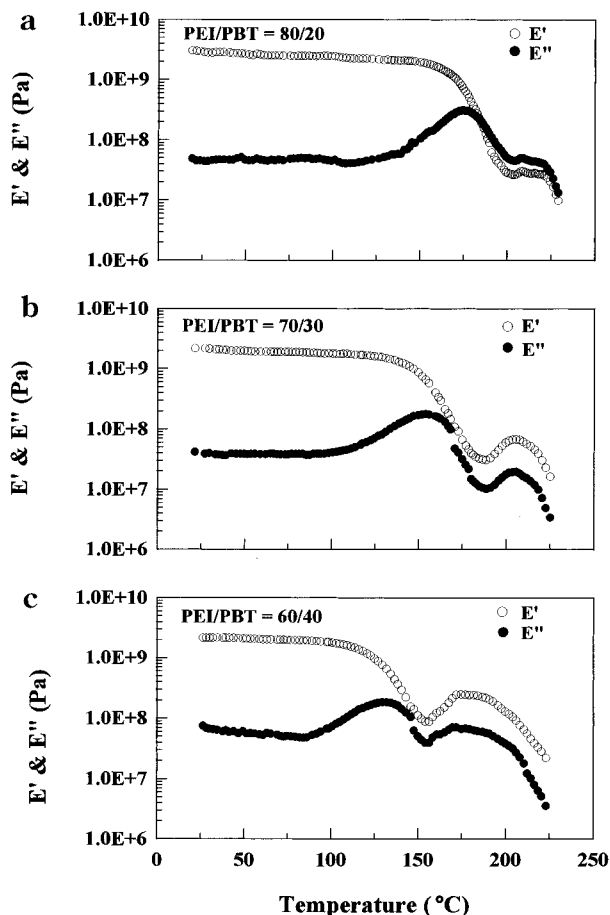 a
PEI/PBT = 80/20
○ E'
● E"
1.0E+10
1.0E+9
1.0E+8
1.0E+7
1.0E+6
E' & E" (Pa)
b
PEI/PBT = 70/30
○ E'
● E"
1.0E+10
1.0E+9
1.0E+8
1.0E+7
1.0E+6
E' & E" (Pa)
c
PEI/PBT = 60/40
○ E'
● E"
1.0E+10
1.0E+9
1.0E+8
1.0E+7
1.0E+6
E' & E" (Pa)
0 50 100 150 200 250
Temperature (°C)